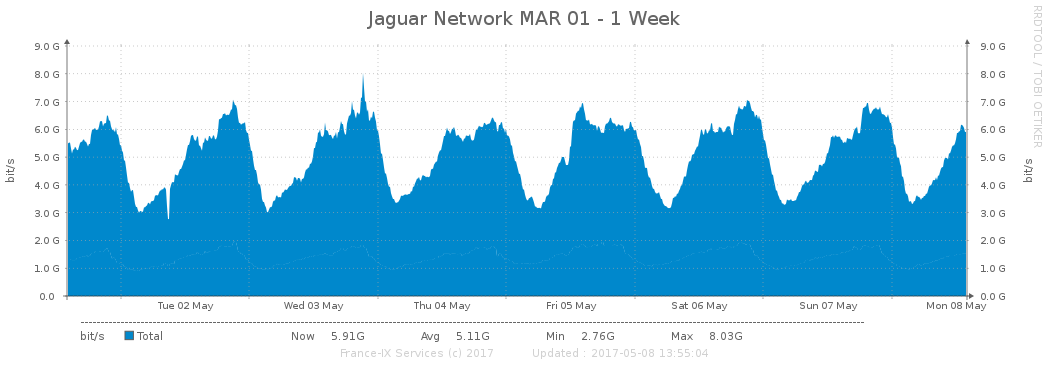 Jaguar Network MAR 01 - 1 Week
RRDTOOL / TOBI OETIKER
bit/s
9.0 G 9.0 G
8.0 G 8.0 G
7.0 G 7.0 G
6.0 G 6.0 G
5.0 G 5.0 G
4.0 G 4.0 G
3.0 G 3.0 G
2.0 G 2.0 G
1.0 G 1.0 G
0.0 0.0 G
bit/s
Tue 02 May Wed 03 May Thu 04 May Fri 05 May Sat 06 May Sun 07 May Mon 08 May
bit/s Total Now 5.91G Avg 5.11G Min 2.76G Max 8.03G
France-IX Services (c) 2017 Updated : 2017-05-08 13:55:04